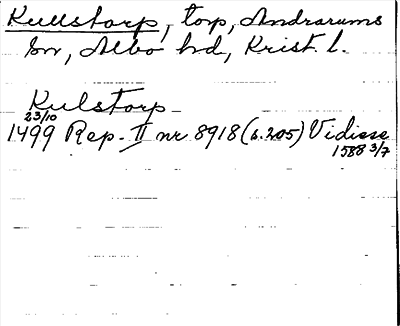 Kullstorp, torp, Andrarums
sn, Albo hd, Krist. l.
Kulstorp
23/10
1499 Rep. II nr 8918 (s. 205) Vidisse
1588 3/7